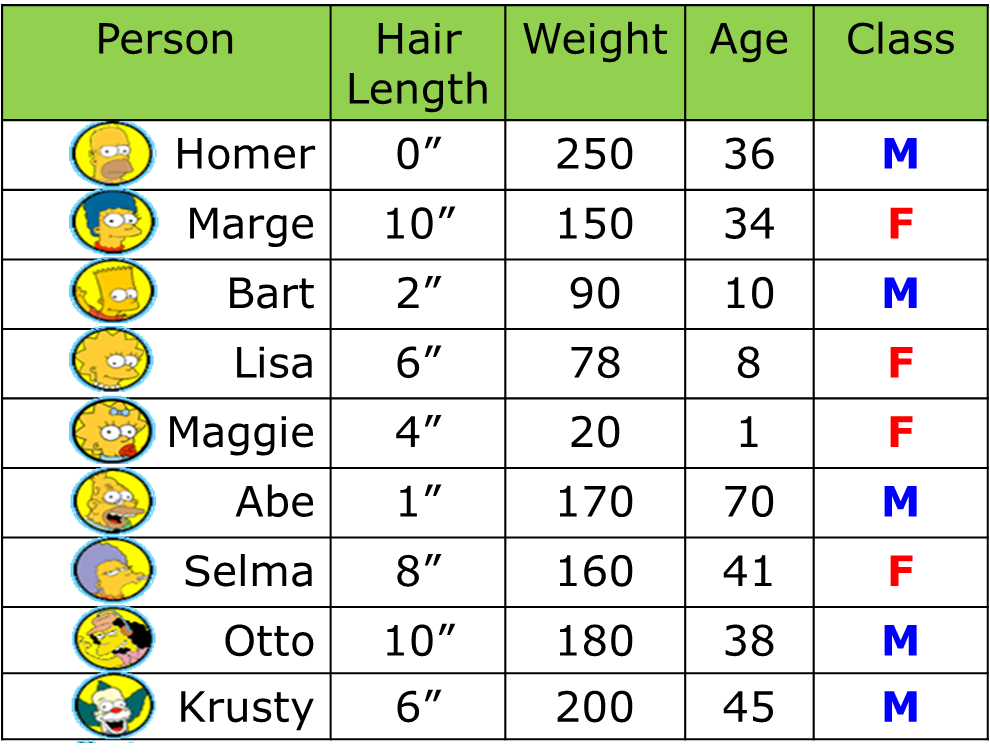 Person Hair Length Weight Age Class
Homer 0” 250 36 M
Marge 10” 150 34 F
Bart 2” 90 10 M
Lisa 6” 78 8 F
Maggie 4” 20 1 F
Abe 1” 170 70 M
Selma 8” 160 41 F
Otto 10” 180 38 M
Krusty 6” 200 45 M